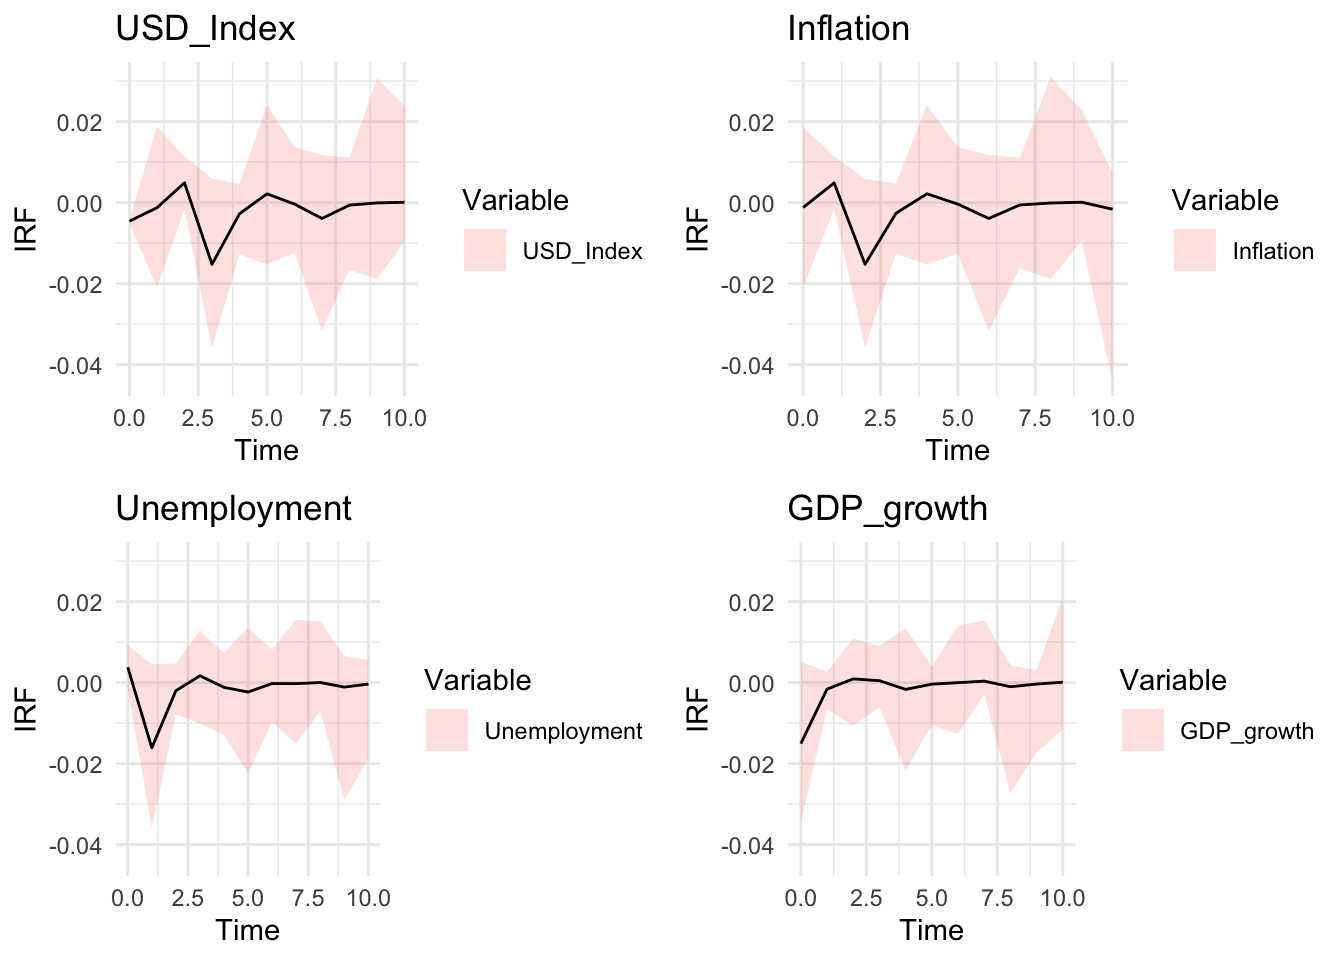 USD_Index
IRF
0.02
0.00
-0.02
-0.04
0.0 2.5 5.0 7.5 10.0
Time
Variable
USD_Index
Inflation
IRF
0.02
0.00
-0.02
-0.04
0.0 2.5 5.0 7.5 10.0
Time
Variable
Inflation
Unemployment
IRF
0.02
0.00
-0.02
-0.04
0.0 2.5 5.0 7.5 10.0
Time
Variable
Unemployment
GDP_growth
IRF
0.02
0.00
-0.02
-0.04
0.0 2.5 5.0 7.5 10.0
Time
Variable
GDP_growth